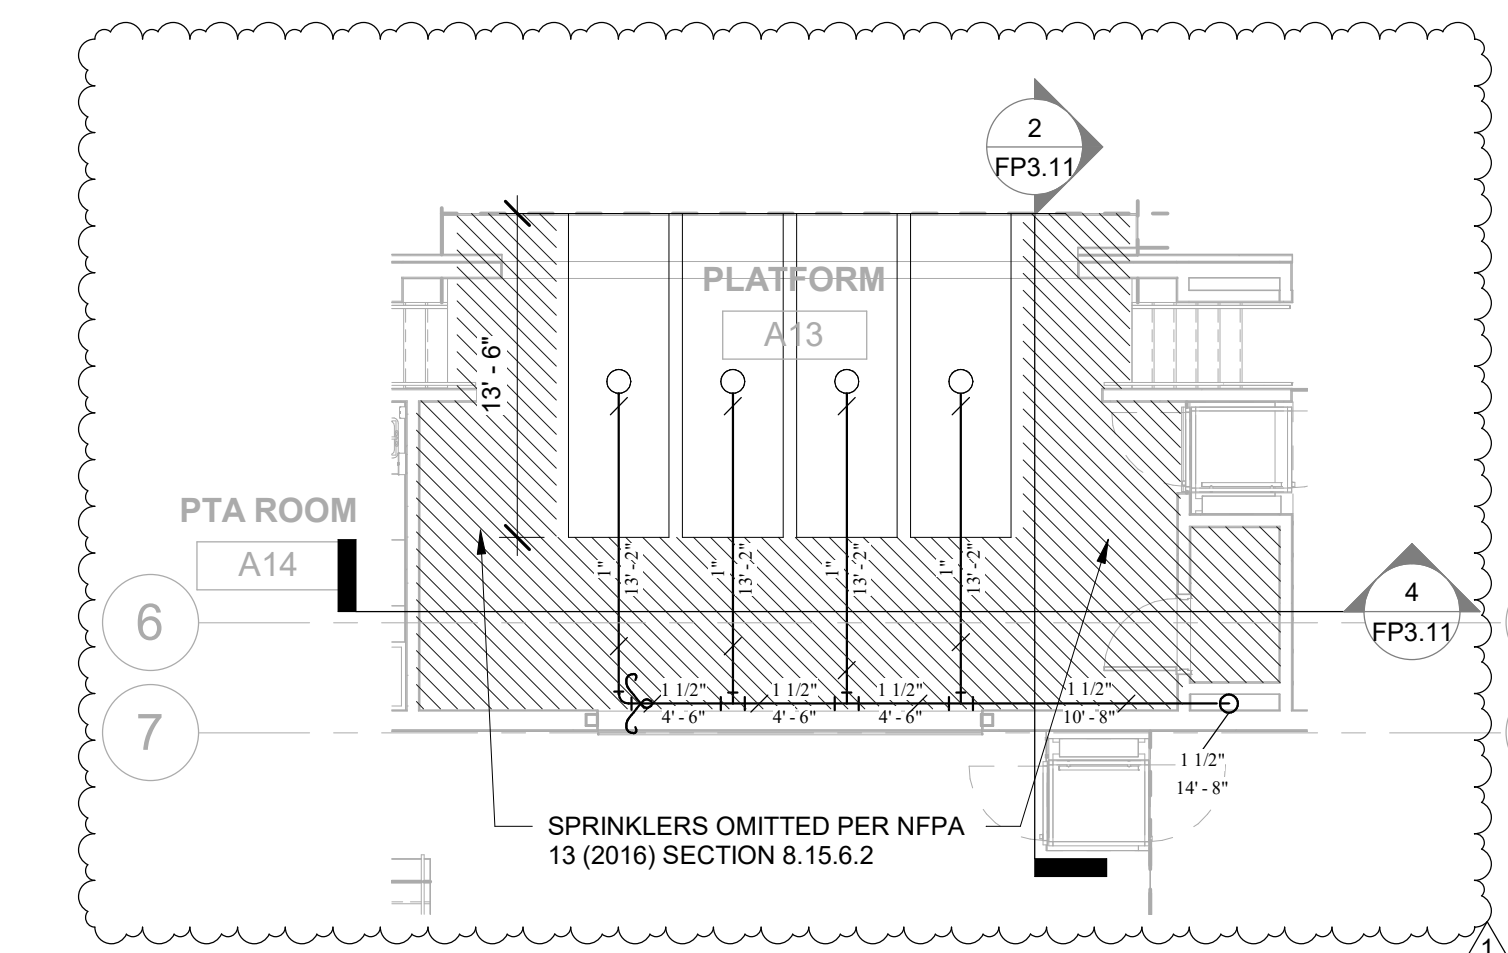 2
FP3.11
PLATFORM
A13
13' - 6"
PTA ROOM
A14
1"
13' - 2"
1"
13' - 2"
1"
13' - 2"
1"
13' - 2"
4
FP3.11
6
1 1/2"
4' - 6"
1 1/2"
4' - 6"
1 1/2"
4' - 6"
1 1/2"
10' - 8"
7
1 1/2"
14' - 8"
SPRINKLERS OMITTED PER NFPA
13 (2016) SECTION 8.15.6.2
1